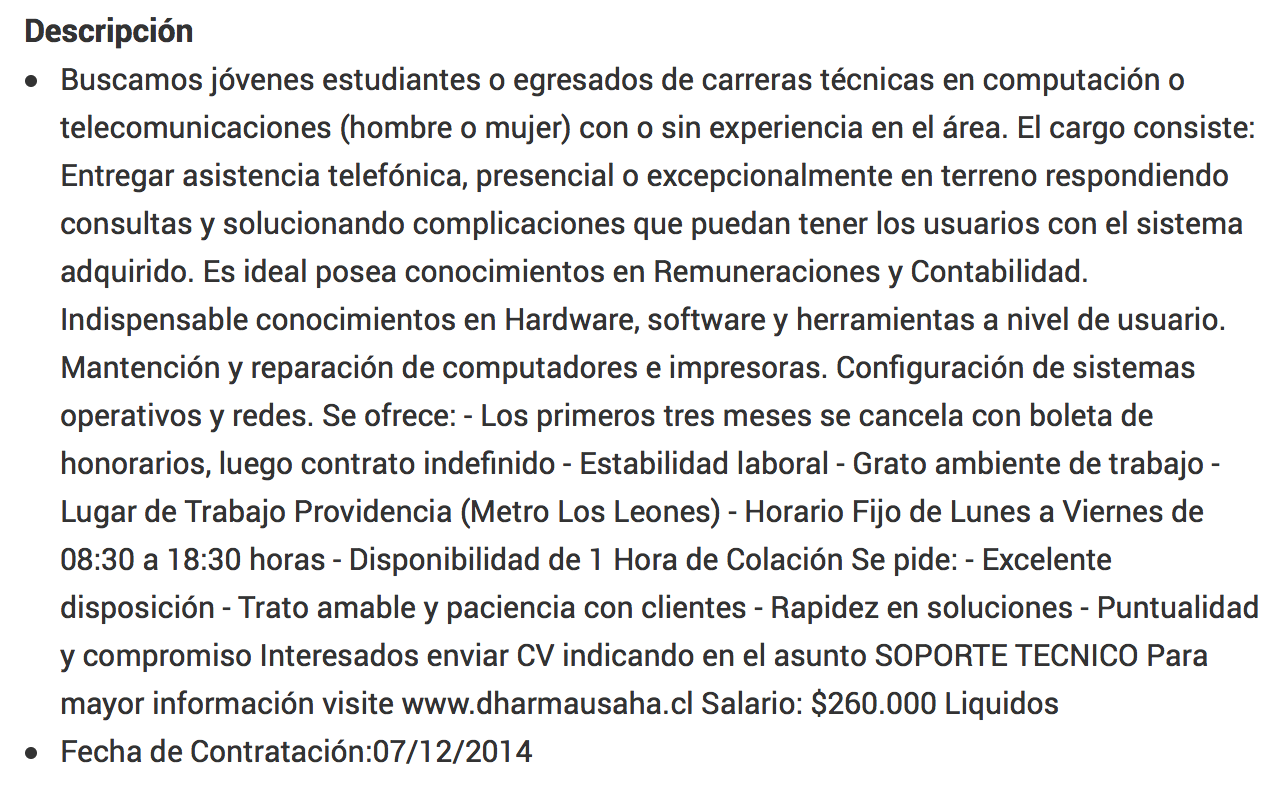 Descripción
• Buscamos jóvenes estudiantes o egresados de carreras técnicas en computación o
telecomunicaciones (hombre o mujer) con o sin experiencia en el área. El cargo consiste:
Entregar asistencia telefónica, presencial o excepcionalmente en terreno respondiendo
consultas y solucionando complicaciones que puedan tener los usuarios con el sistema
adquirido. Es ideal posea conocimientos en Remuneraciones y Contabilidad.
Indispensable conocimientos en Hardware, software y herramientas a nivel de usuario.
Mantención y reparación de computadores e impresoras. Configuración de sistemas
operativos y redes. Se ofrece: - Los primeros tres meses se cancela con boleta de
honorarios, luego contrato indefinido - Estabilidad laboral - Grato ambiente de trabajo -
Lugar de Trabajo Providencia (Metro Los Leones) - Horario Fijo de Lunes a Viernes de
08:30 a 18:30 horas - Disponibilidad de 1 Hora de Colación Se pide: - Excelente
disposición - Trato amable y paciencia con clientes - Rapidez en soluciones - Puntualidad
y compromiso Interesados enviar CV indicando en el asunto SOPORTE TECNICO Para
mayor información visite www.dharmausaha.cl Salario: $260.000 Liquidos
• Fecha de Contratación:07/12/2014